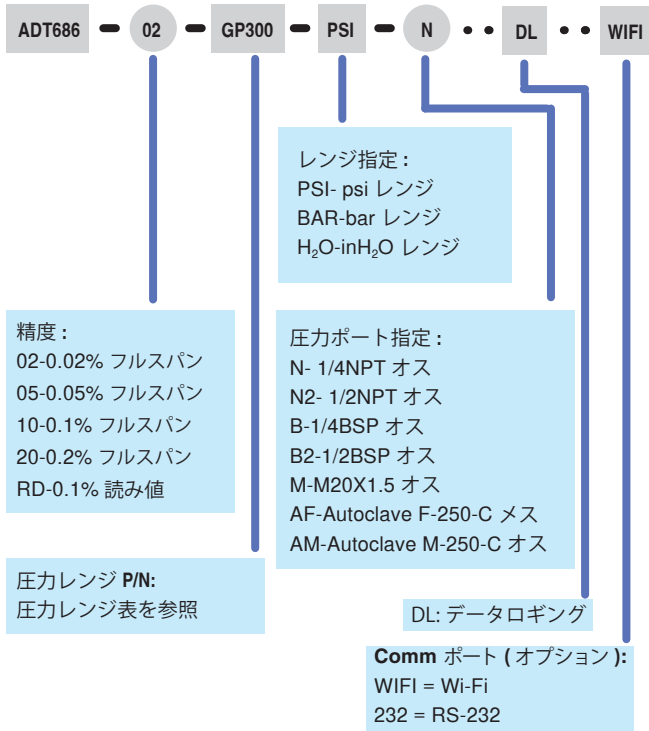 ADT686 – 02 – GP300 – PSI – N ・・ DL ・・ WIFI
レンジ指定 :
PSI- psi レンジ
BAR-bar レンジ
H₂O-inH₂O レンジ
精度 :
02-0.02% フルスパン
05-0.05% フルスパン
10-0.1% フルスパン
20-0.2% フルスパン
RD-0.1% 読み値
圧力ポート指定 :
N- 1/4NPT オス
N2- 1/2NPT オス
B-1/4BSP オス
B2-1/2BSP オス
M-M20X1.5 オス
AF-Autoclave F-250-C メス
AM-Autoclave M-250-C オス
圧力レンジ P/N:
圧力レンジ表を参照
DL: データロギング
Comm ポート ( オプション ):
WIFI = Wi-Fi
232 = RS-232